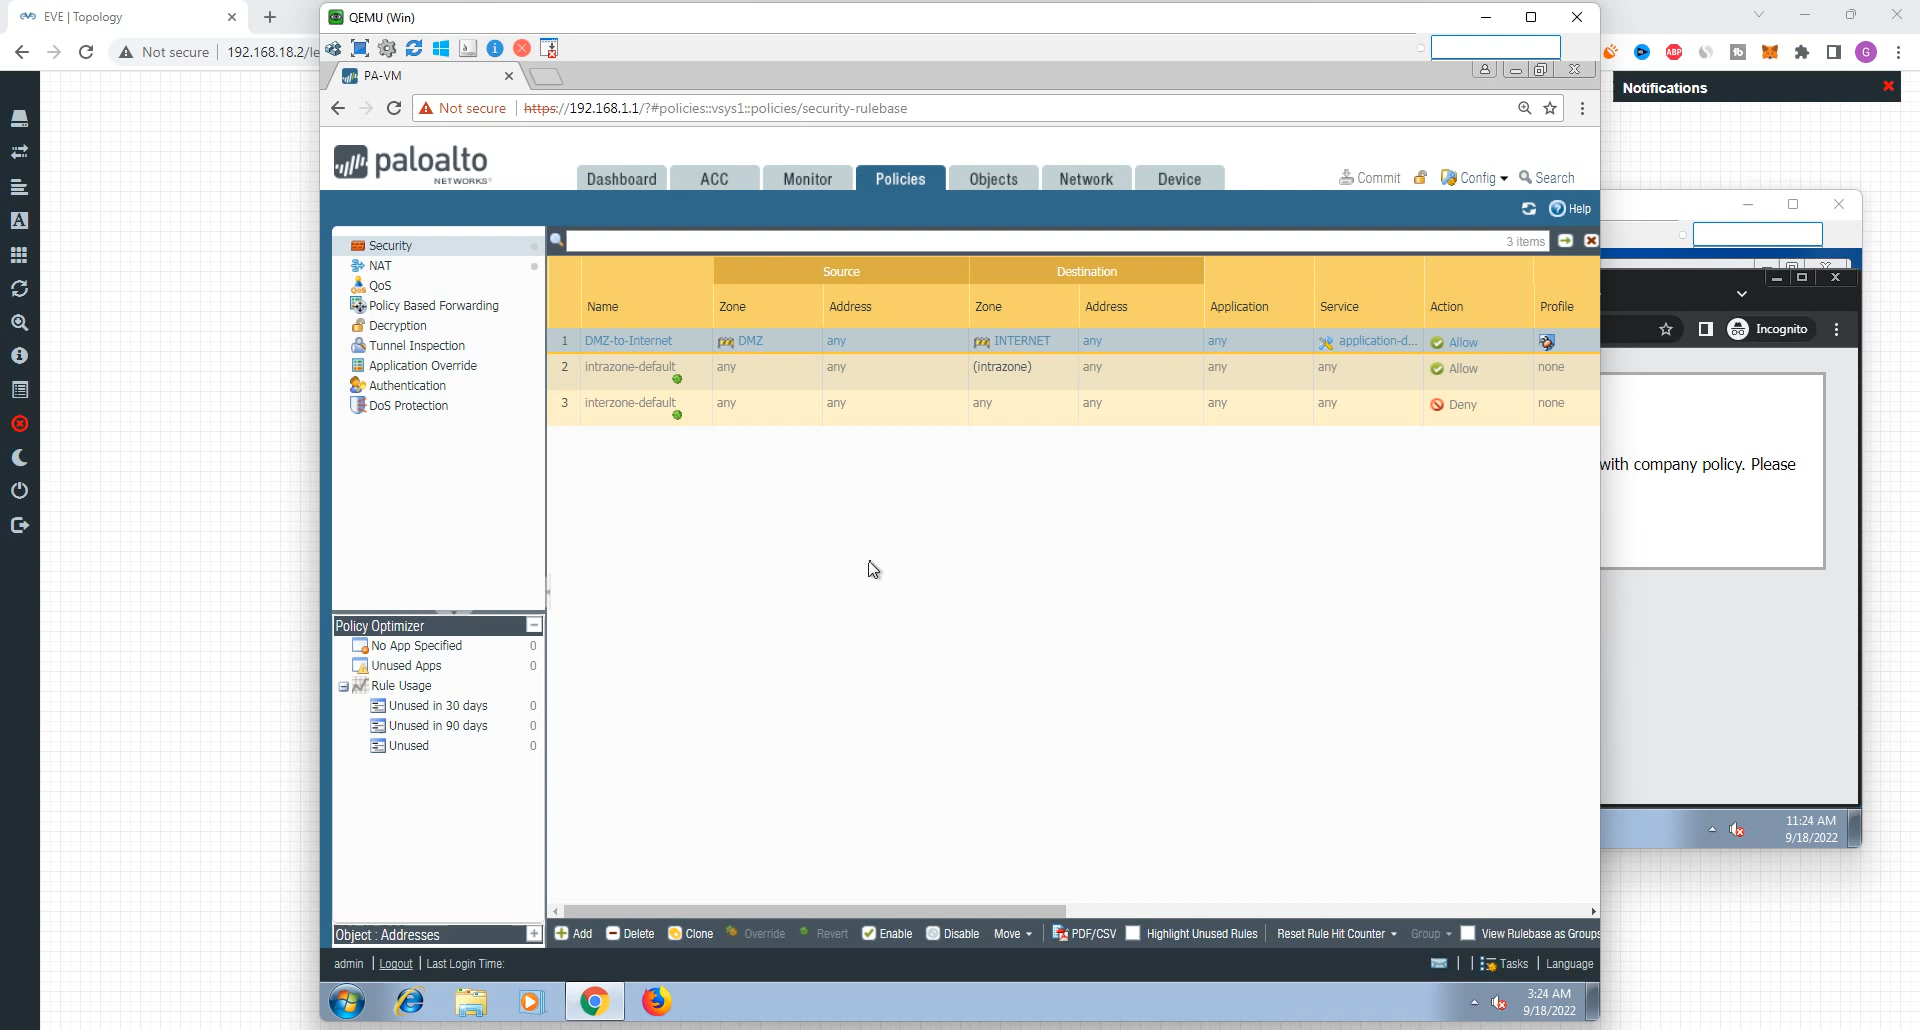 EVE | Topology
QEMU (Win)
Not secure
192.168.18.2/le
PA-VM
Not secure
https://192.168.1.1/?#policies::vsys1::policies/security-rulebase
Notifications
paloalto
NETWORKS
Dashboard
ACC
Monitor
Policies
Objects
Network
Device
Commit
Config
Search
Help
Security
NAT
QoS
Policy Based Forwarding
Decryption
Tunnel Inspection
Application Override
Authentication
DoS Protection
3 items
Source
Destination
Name
Zone
Address
Zone
Address
Application
Service
Action
Profile
1 DMZ-to-Internet DMZ any INTERNET any any application-d... Allow
2 intrazone-default any any (intrazone) any any any Allow none
3 interzone-default any any any any any any Deny none
Incognito
with company policy. Please
11:24 AM
9/18/2022
Policy Optimizer
No App Specified 0
Unused Apps 0
Rule Usage
Unused in 30 days 0
Unused in 90 days 0
Unused 0
Object : Addresses
Add Delete Clone Override Revert Enable Disable Move PDF/CSV Highlight Unused Rules Reset Rule Hit Counter Group View Rulebase as Groups
admin | Logout | Last Login Time:
Tasks | Language
3:24 AM
9/18/2022